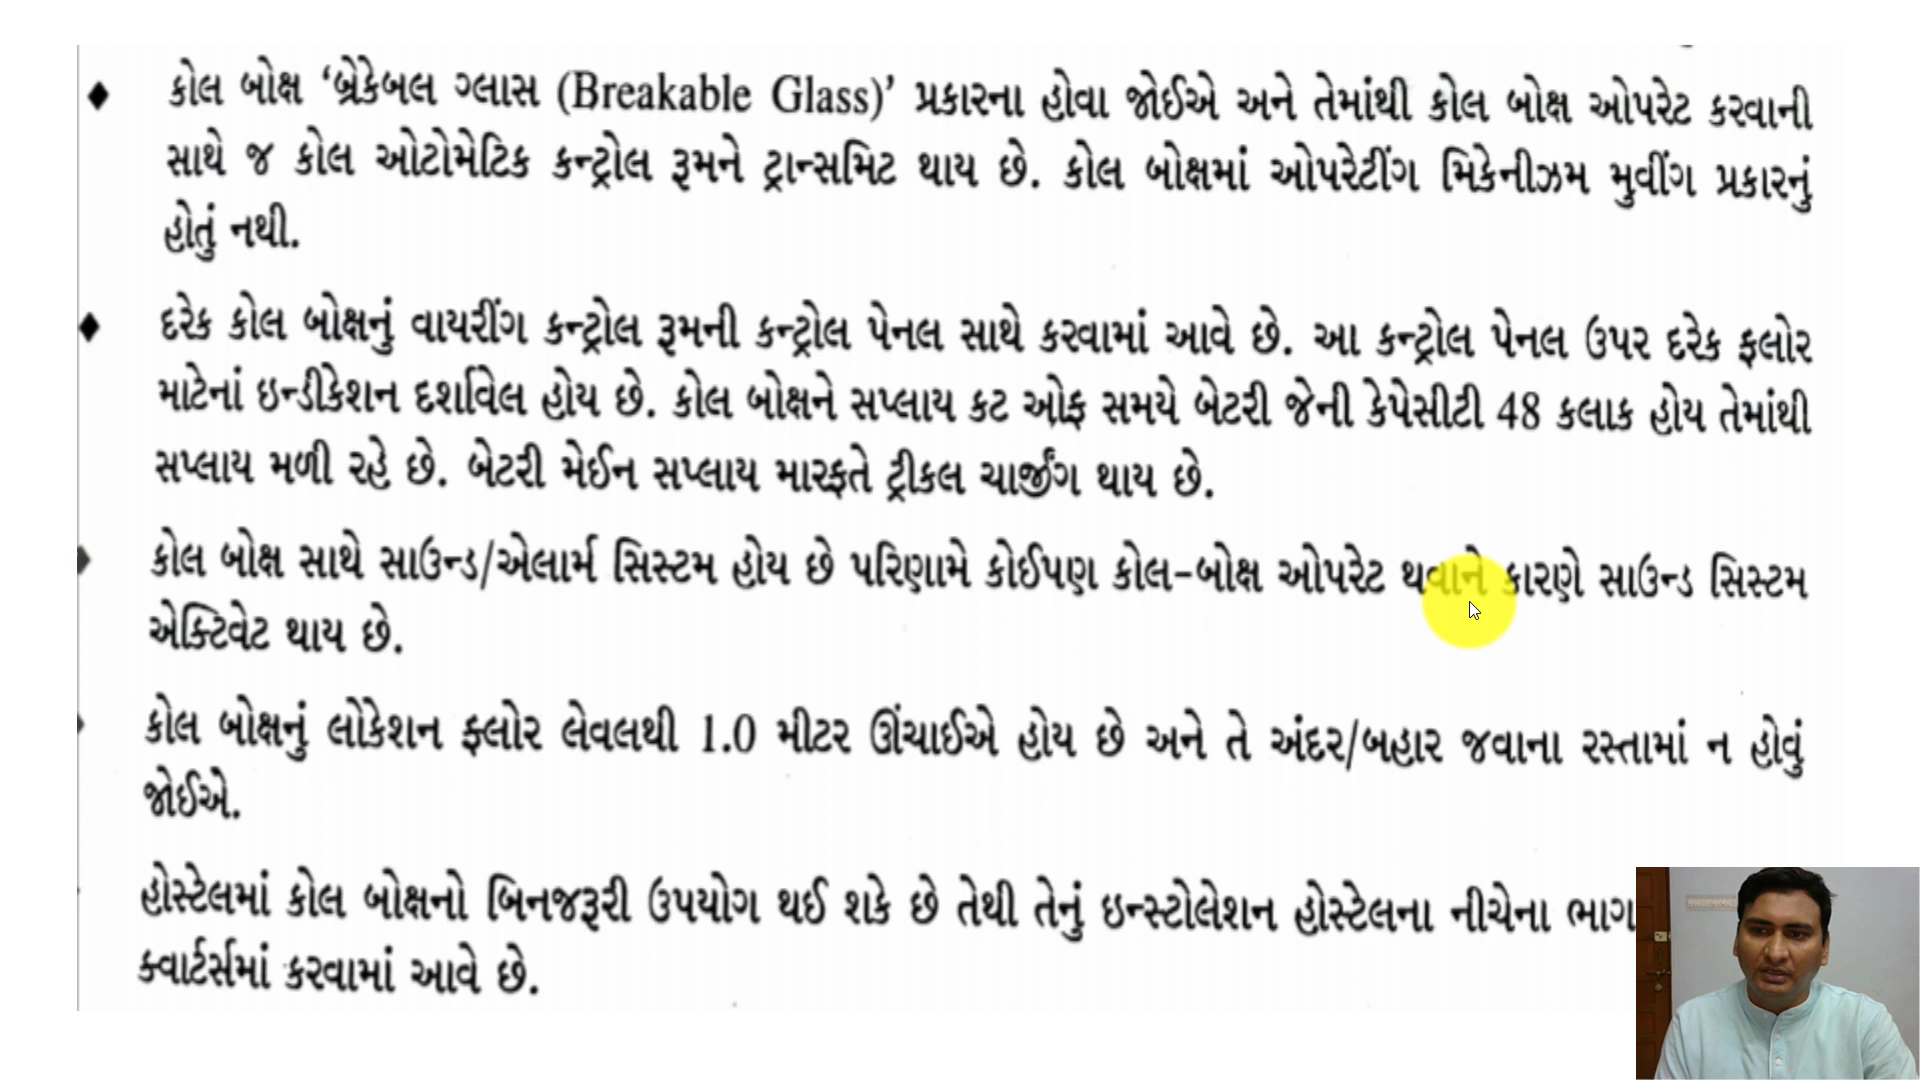 કોલ બોક્ષ ‘બ્રેકેબલ ગ્લાસ (Breakable Glass)’ પ્રકારના હોવા જોઈએ અને તેમાંથી કોલ બોક્ષ ઓપરેટ કરવાની
સાથે જ કોલ ઓટોમેટિક કન્ટ્રોલ રૂમને ટ્રાન્સમિટ થાય છે. કોલ બોક્ષમાં ઓપરેટીંગ મિકેનીઝમ મુવીંગ પ્રકારનું
હોતું નથી.
દરેક કોલ બોક્ષનું વાયરીંગ કન્ટ્રોલ રૂમની કન્ટ્રોલ પેનલ સાથે કરવામાં આવે છે. આ કન્ટ્રોલ પેનલ ઉપર દરેક ફ્લોર
માટેનાં ઇન્ડીકેશન દર્શાવેલ હોય છે. કોલ બોક્ષને સપ્લાય કટ ઓફ સમયે બેટરી જેની કેપેસીટી 48 કલાક હોય તેમાંથી
સપ્લાય મળી રહે છે. બેટરી મેઈન સપ્લાય મારફતે ટ્રીકલ ચાર્જીંગ થાય છે.
કોલ બોક્ષ સાથે સાઉન્ડ/એલાર્મ સિસ્ટમ હોય છે પરિણામે કોઈપણ કોલ-બોક્ષ ઓપરેટ થવાને કારણે સાઉન્ડ સિસ્ટમ
એક્ટિવેટ થાય છે.
કોલ બોક્ષનું લોકેશન ફ્લોર લેવલથી 1.0 મીટર ઊંચાઈએ હોય છે અને તે અંદર/બહાર જવાના રસ્તામાં ન હોવું
જોઈએ.
હોસ્ટેલમાં કોલ બોક્ષનો બિનજરૂરી ઉપયોગ થઈ શકે છે તેથી તેનું ઇન્સ્ટોલેશન હોસ્ટેલના નીચેના ભાગ
ક્વાર્ટર્સમાં કરવામાં આવે છે.